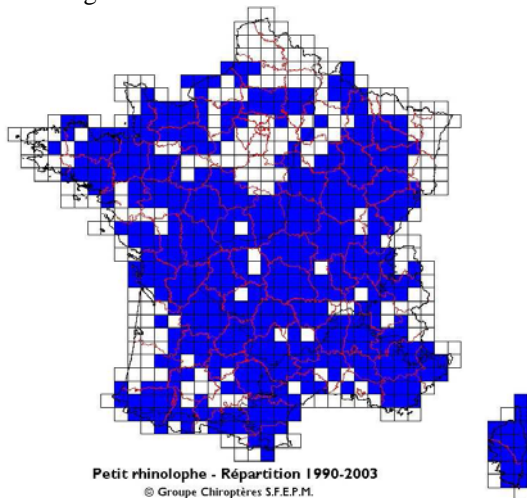 Petit rhinolophe - Répartition 1990-2003
© Groupe Chiroptères S.F.E.P.M.